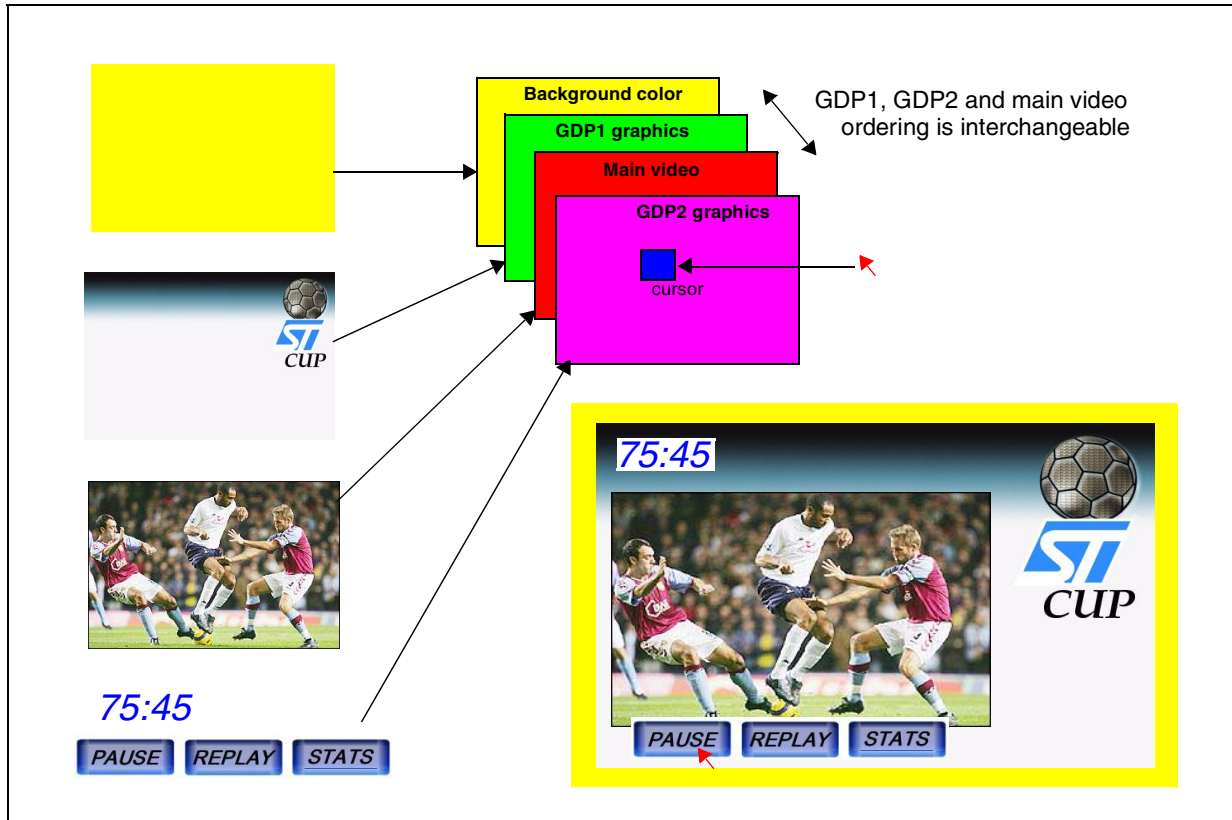 Background color
GDP1 graphics
Main video
GDP2 graphics
cursor
GDP1, GDP2 and main video
ordering is interchangeable
ST
CUP
75:45
PAUSE REPLAY STATS
75:45
ST
CUP
PAUSE REPLAY STATS